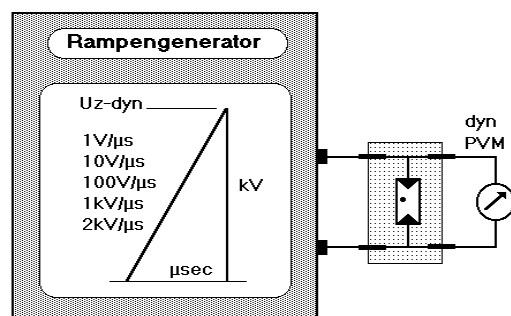 Rampengenerator
Uz-dyn
1V/µs
10V/µs
100V/µs
1kV/µs
2kV/µs
kV
µsec
dyn
PVM